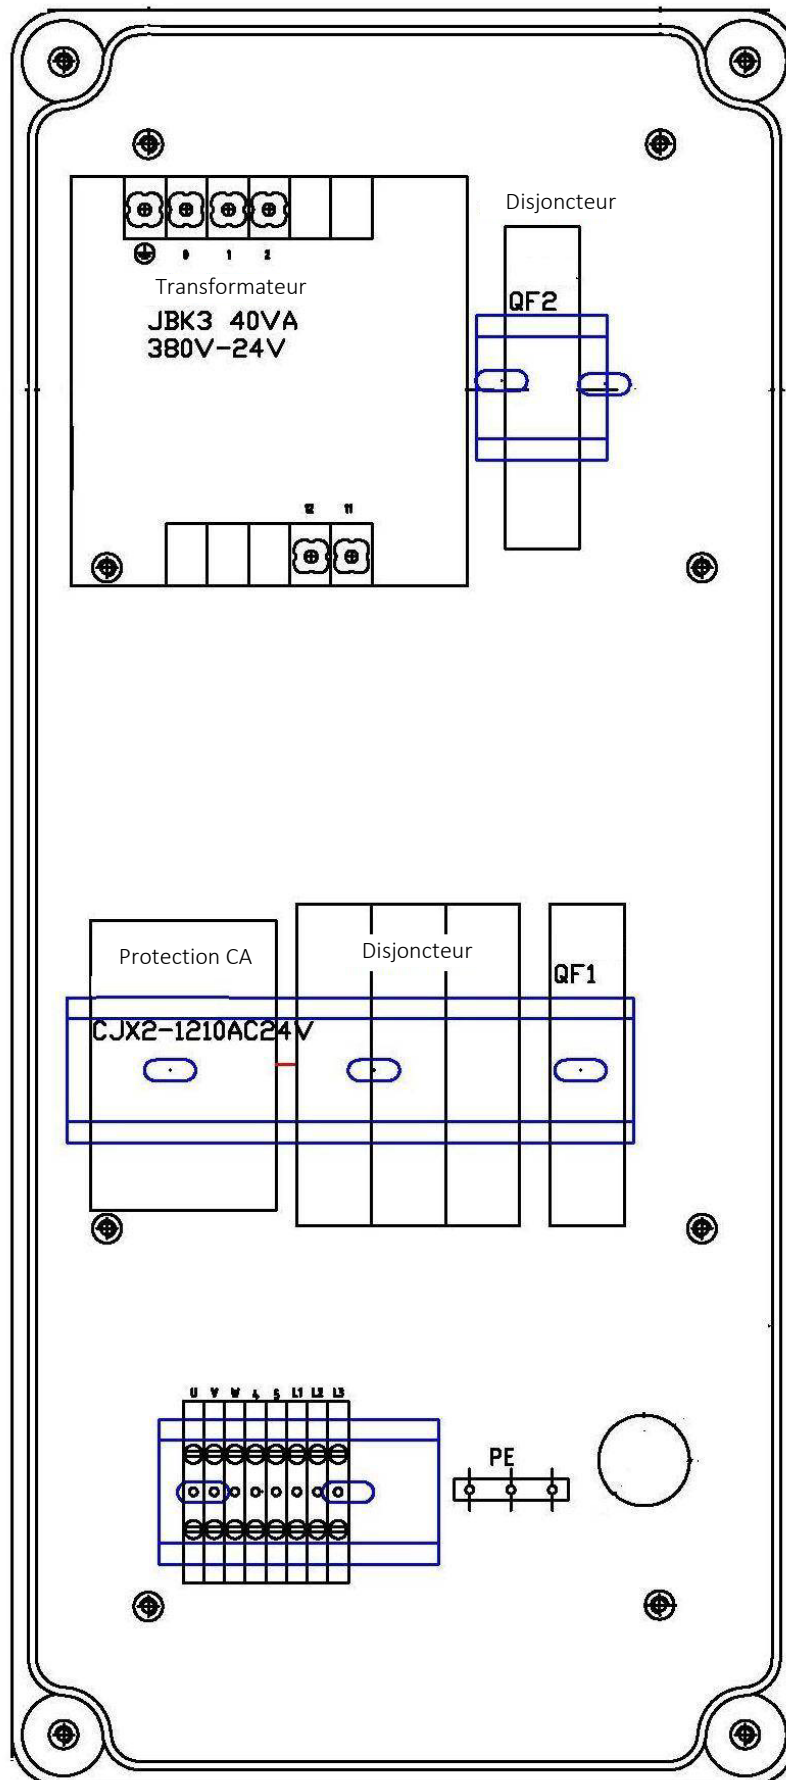 Disjoncteur
0 1 2
Transformateur
QF2
JBK3 40VA
380V-24V
12 11
Protection CA
Disjoncteur
QF1
CJX2-1210AC24V
U V W 4 5 L1 L2 L3
PE